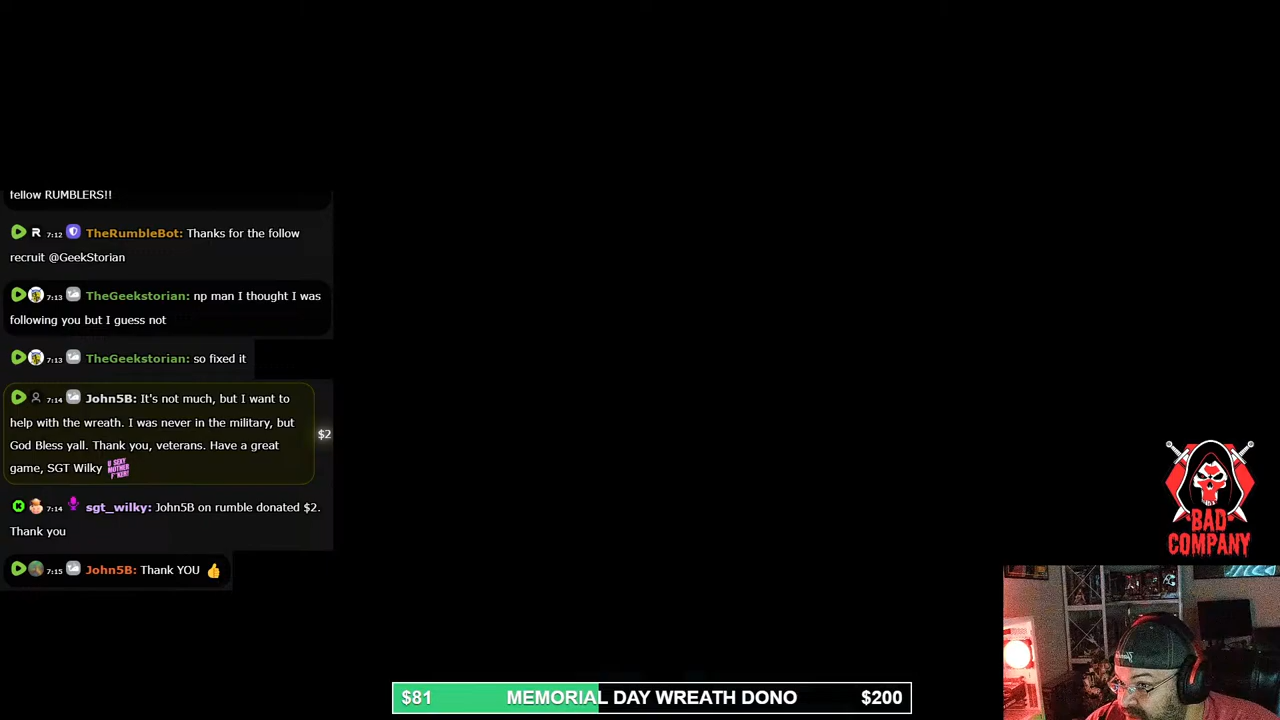 fellow RUMBLERS!!
R 7:12 TheRumbleBot: Thanks for the follow
recruit @GeekStorian
7:13 TheGeekstorian: np man I thought I was
following you but I guess not
7:13 TheGeekstorian: so fixed it
7:14 John5B: It's not much, but I want to
help with the wreath. I was never in the military, but
God Bless yall. Thank you, veterans. Have a great
game, SGT Wilky U SEXY MOTHER F*KER!
$2
K 7:14 sgt_wilky: John5B on rumble donated $2.
Thank you
7:15 John5B: Thank YOU 👍
BAD
COMPANY
$81 MEMORIAL DAY WREATH DONO $200